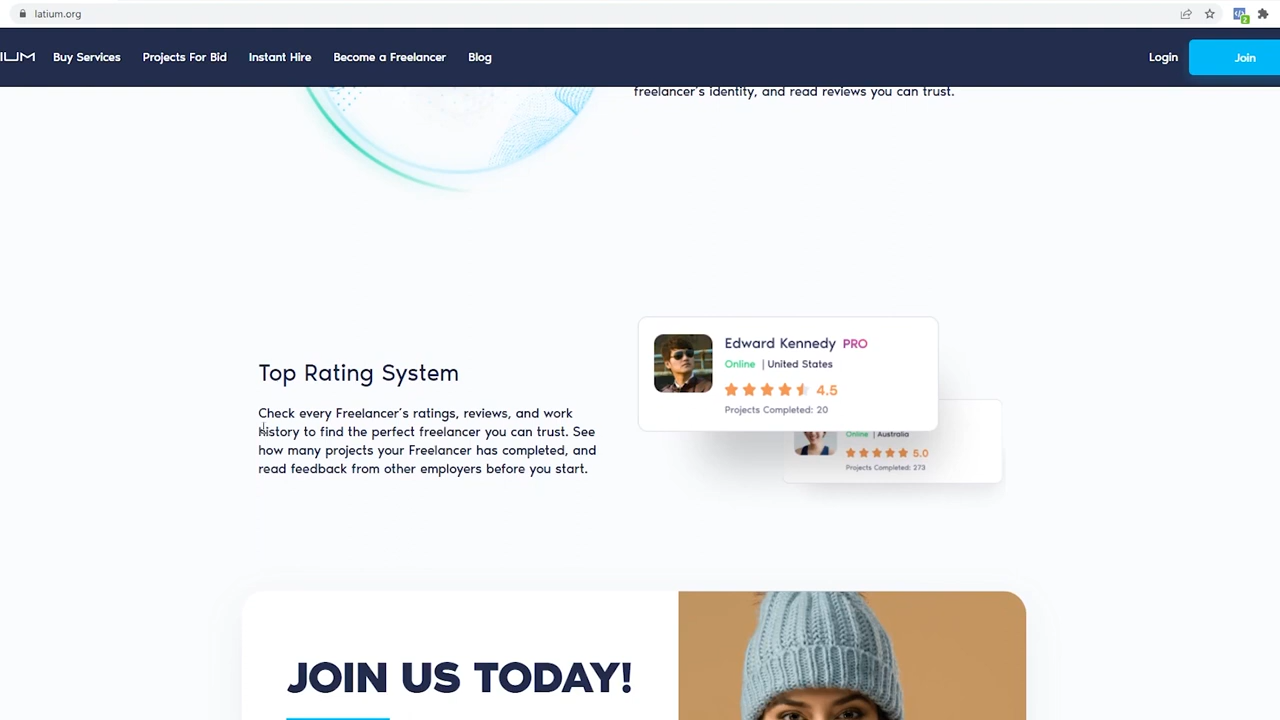 latium.org
IUM Buy Services Projects For Bid Instant Hire Become a Freelancer Blog Login Join
freelancer's identity, and read reviews you can trust.
Top Rating System
Check every Freelancer's ratings, reviews, and work
history to find the perfect freelancer you can trust. See
how many projects your Freelancer has completed, and
read feedback from other employers before you start.
Edward Kennedy PRO
Online | United States
4.5
Projects Completed: 20
Online | Australia
5.0
Projects Completed: 273
JOIN US TODAY!